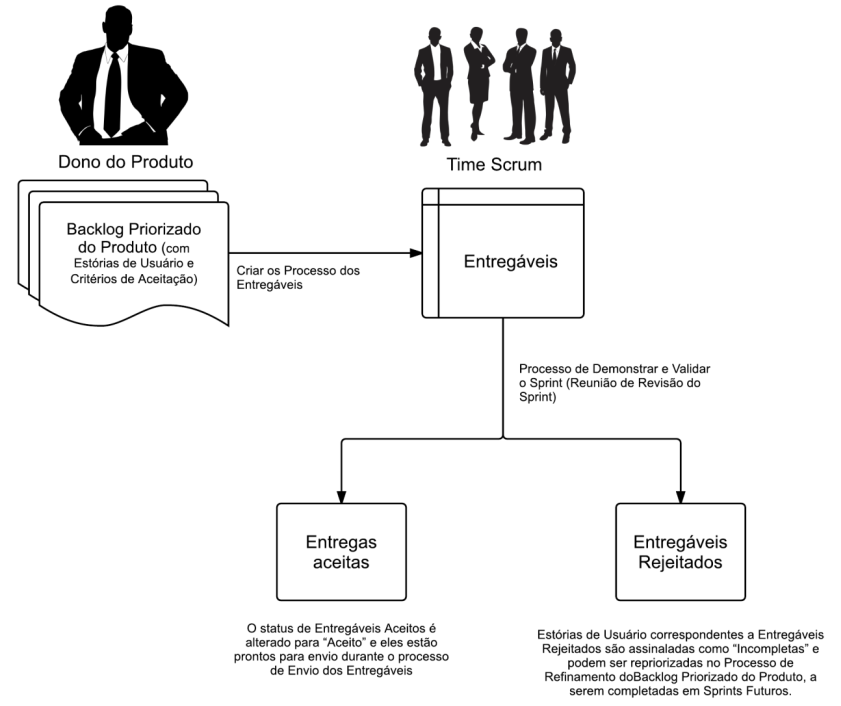 Dono do Produto
Time Scrum
Backlog Priorizado
do Produto (com
Estórias de Usuário e
Critérios de Aceitação)
Criar os Processo dos
Entregáveis
Entregáveis
Processo de Demonstrar e Validar
o Sprint (Reunião de Revisão do
Sprint)
Entregas
aceitas
Entregáveis
Rejeitados
O status de Entregáveis Aceitos é
alterado para “Aceito” e eles estão
prontos para envio durante o processo
de Envio dos Entregáveis
Estórias de Usuário correspondentes a Entregáveis
Rejeitados são assinaladas como “Incompletas” e
podem ser repriorizadas no Processo de
Refinamento doBacklog Priorizado do Produto, a
serem completadas em Sprints Futuros.